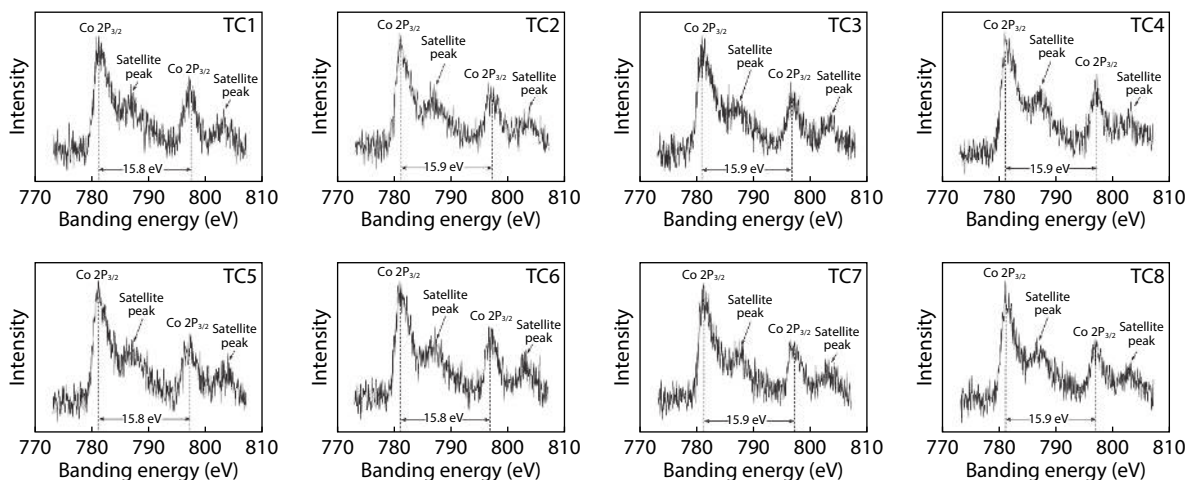 TC1
Co 2P3/2
Satellite
peak
Co 2P3/2
Satellite
peak
15.8 eV
Intensity
770 780 790 800 810
Banding energy (eV)
TC2
Co 2P3/2
Satellite
peak
Co 2P3/2
Satellite
peak
15.9 eV
Intensity
770 780 790 800 810
Banding energy (eV)
TC3
Co 2P3/2
Satellite
peak
Co 2P3/2
Satellite
peak
15.9 eV
Intensity
770 780 790 800 810
Banding energy (eV)
TC4
Co 2P3/2
Satellite
peak
Co 2P3/2
Satellite
peak
15.9 eV
Intensity
770 780 790 800 810
Banding energy (eV)
TC5
Co 2P3/2
Satellite
peak
Co 2P3/2
Satellite
peak
15.8 eV
Intensity
770 780 790 800 810
Banding energy (eV)
TC6
Co 2P3/2
Satellite
peak
Co 2P3/2
Satellite
peak
15.8 eV
Intensity
770 780 790 800 810
Banding energy (eV)
TC7
Co 2P3/2
Satellite
peak
Co 2P3/2
Satellite
peak
15.9 eV
Intensity
770 780 790 800 810
Banding energy (eV)
TC8
Co 2P3/2
Satellite
peak
Co 2P3/2
Satellite
peak
15.9 eV
Intensity
770 780 790 800 810
Banding energy (eV)